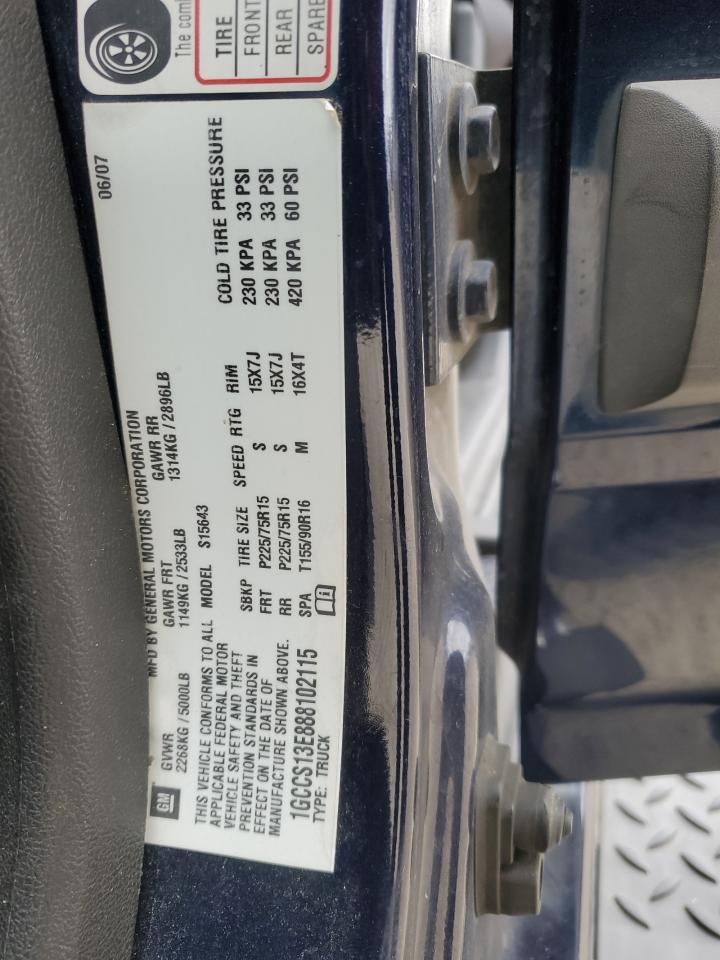 The
TIRE
FRONT
REAR
SPARE
06/07
MFD BY GENERAL MOTORS CORPORATION
GM
GVWR GAWR FRT GAWR RR
2268KG/5000LB 1149KG/2533LB 1314KG/2896LB
THIS VEHICLE CONFORMS TO ALL
APPLICABLE FEDERAL MOTOR
VEHICLE SAFETY AND THEFT
PREVENTION STANDARDS IN
EFFECT ON THE DATE OF
MANUFACTURE SHOWN ABOVE.
1GCCS13E888102115
TYPE: TRUCK
MODEL S15643
SBKP TIRE SIZE SPEED RTG RIM COLD TIRE PRESSURE
FRT P225/75R15 S 15X7J 230 KPA 33 PSI
RR P225/75R15 S 15X7J 230 KPA 33 PSI
SPA T155/90R16 M 16X4T 420 KPA 60 PSI